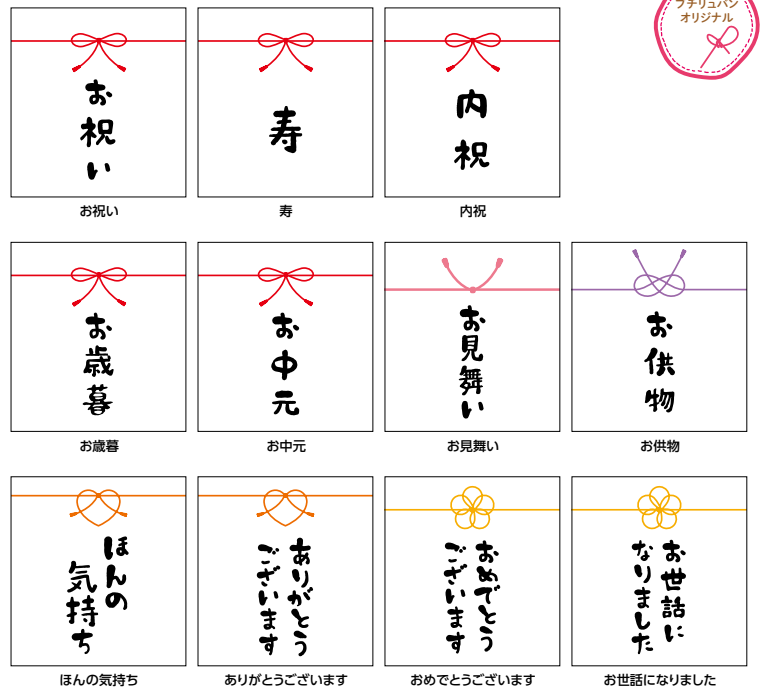 プチリュバン
オリジナル
お祝い
寿
内祝
お祝い
寿
内祝
お歳暮
お中元
お見舞い
お供物
お歳暮
お中元
お見舞い
お供物
ほんの
気持ち
ありがとう
ございます
おめでとう
ございます
お世話に
なりました
ほんの気持ち
ありがとうございます
おめでとうございます
お世話になりました